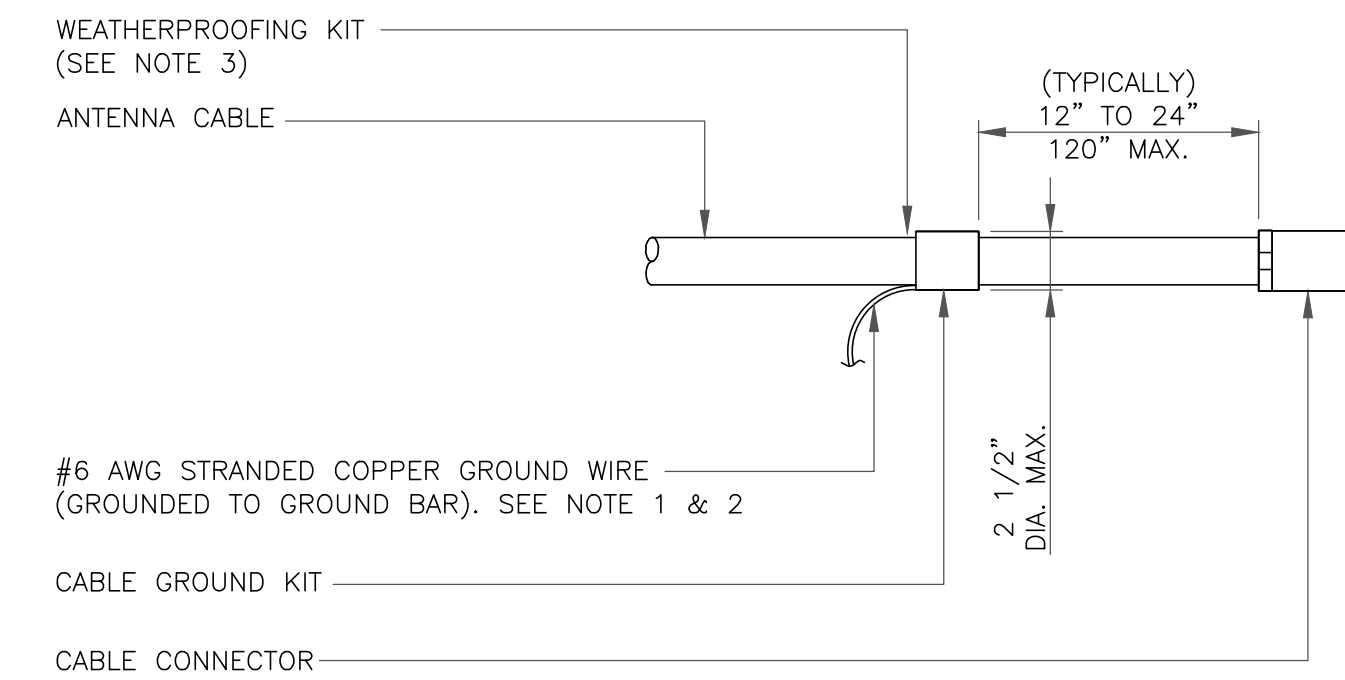 WEATHERPROOFING KIT
(SEE NOTE 3)
ANTENNA CABLE
(TYPICALLY)
12” TO 24”
120” MAX.
2 1/2”
DIA. MAX.
#6 AWG STRANDED COPPER GROUND WIRE
(GROUNDED TO GROUND BAR). SEE NOTE 1 & 2
CABLE GROUND KIT
CABLE CONNECTOR